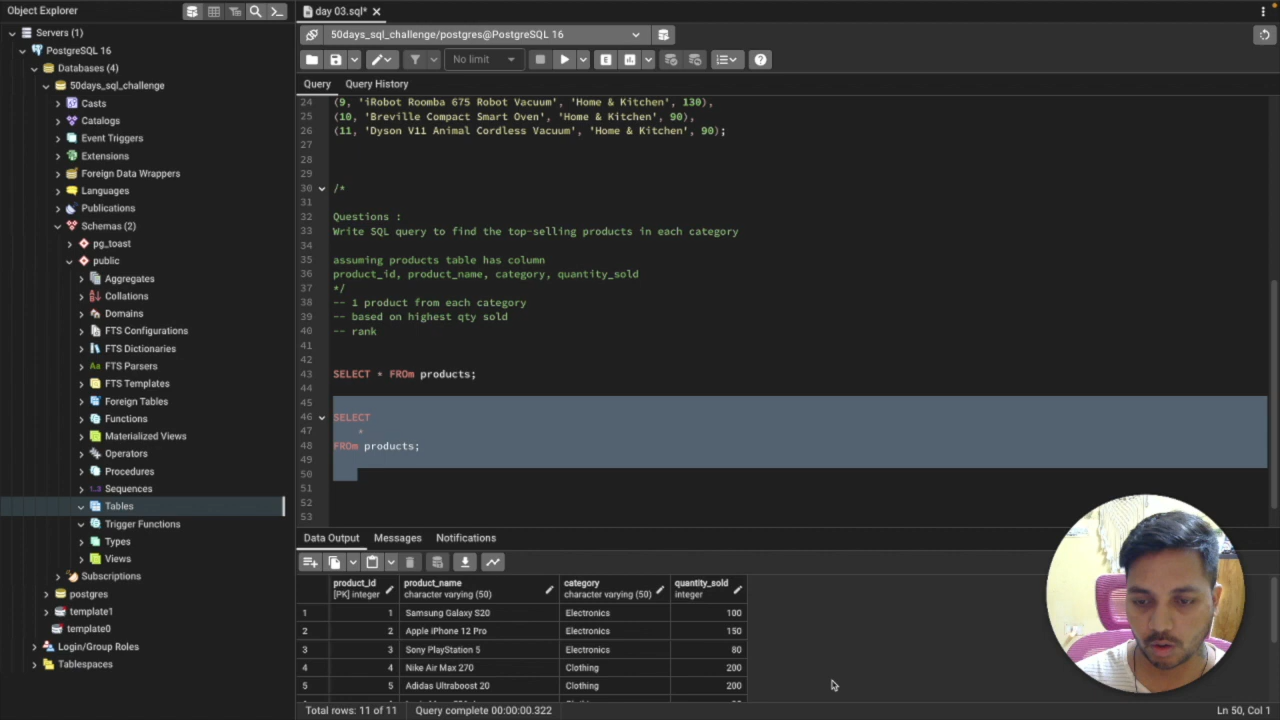 Object Explorer
day 03.sql*
Servers (1)
PostgreSQL 16
Databases (4)
50days_sql_challenge
Casts
Catalogs
Event Triggers
Extensions
Foreign Data Wrappers
Languages
Publications
Schemas (2)
pg_toast
public
Aggregates
Collations
Domains
FTS Configurations
FTS Dictionaries
Aa FTS Parsers
FTS Templates
Foreign Tables
Functions
Materialized Views
Operators
Procedures
1..3 Sequences
Tables
Trigger Functions
Types
Views
Subscriptions
postgres
template1
template0
Login/Group Roles
Tablespaces
50days_sql_challenge/postgres@PostgreSQL 16
No limit
E
Query Query History
24 (9, 'iRobot Roomba 675 Robot Vacuum', 'Home & Kitchen', 130),
25 (10, 'Breville Compact Smart Oven', 'Home & Kitchen', 90),
26 (11, 'Dyson V11 Animal Cordless Vacuum', 'Home & Kitchen', 90);
27
28
29
30 /*
31
32 Questions :
33 Write SQL query to find the top-selling products in each category
34
35 assuming products table has column
36 product_id, product_name, category, quantity_sold
37 */
38 -- 1 product from each category
39 -- based on highest qty sold
40 -- rank
41
42
43 SELECT * FROm products;
44
45
46 SELECT
47 *
48 FROm products;
49
50
51
52
53
Data Output Messages Notifications
product_id product_name category quantity_sold
[PK] integer character varying (50) character varying (50) integer
1 1 Samsung Galaxy S20 Electronics 100
2 2 Apple iPhone 12 Pro Electronics 150
3 3 Sony PlayStation 5 Electronics 80
4 4 Nike Air Max 270 Clothing 200
5 5 Adidas Ultraboost 20 Clothing 200
Total rows: 11 of 11 Query complete 00:00:00.322 Ln 50, Col 1